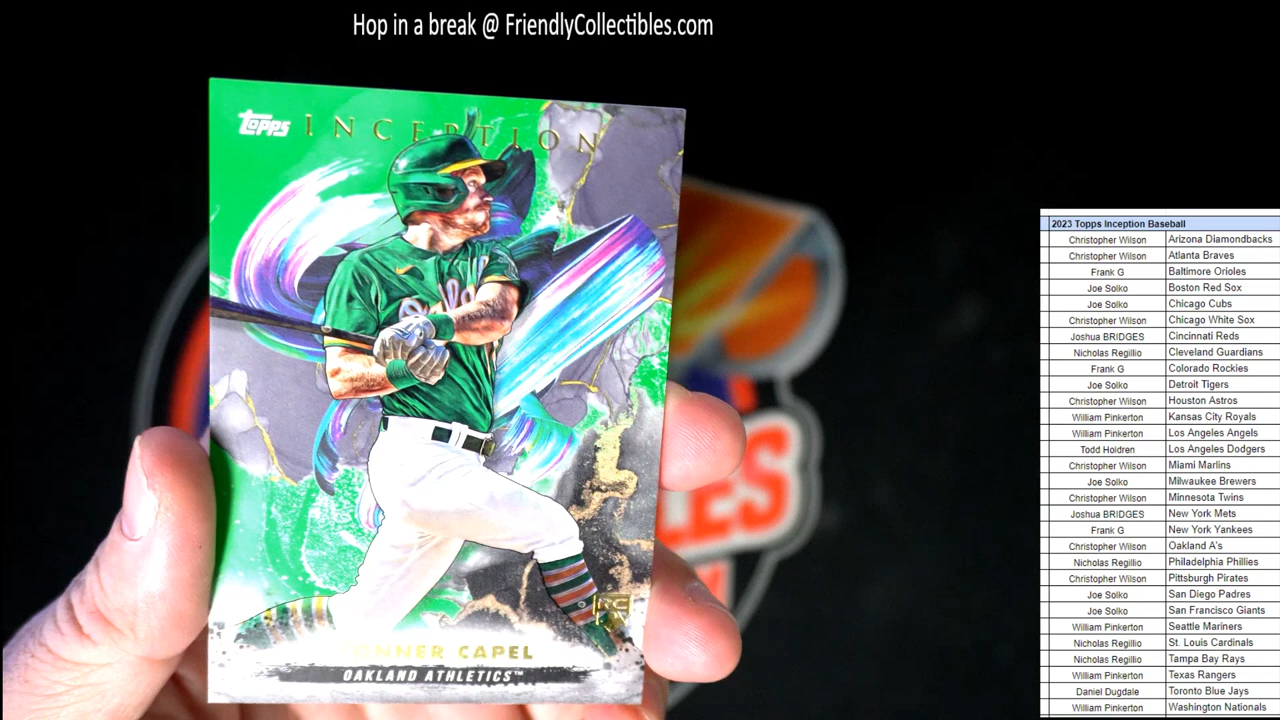 Hop in a break @ FriendlyCollectibles.com
Topps INCEPTION
RC
NNER CAPEL
OAKLAND ATHLETICS™
2023 Topps Inception Baseball
Christopher Wilson Arizona Diamondbacks
Christopher Wilson Atlanta Braves
Frank G Baltimore Orioles
Joe Solko Boston Red Sox
Joe Solko Chicago Cubs
Christopher Wilson Chicago White Sox
Joshua BRIDGES Cincinnati Reds
Nicholas Regillio Cleveland Guardians
Frank G Colorado Rockies
Joe Solko Detroit Tigers
Christopher Wilson Houston Astros
William Pinkerton Kansas City Royals
William Pinkerton Los Angeles Angels
Todd Holdren Los Angeles Dodgers
Christopher Wilson Miami Marlins
Joe Solko Milwaukee Brewers
Christopher Wilson Minnesota Twins
Joshua BRIDGES New York Mets
Frank G New York Yankees
Christopher Wilson Oakland A's
Nicholas Regillio Philadelphia Phillies
Christopher Wilson Pittsburgh Pirates
Joe Solko San Diego Padres
Joe Solko San Francisco Giants
William Pinkerton Seattle Mariners
Nicholas Regillio St. Louis Cardinals
Nicholas Regillio Tampa Bay Rays
William Pinkerton Texas Rangers
Daniel Dugdale Toronto Blue Jays
William Pinkerton Washington Nationals